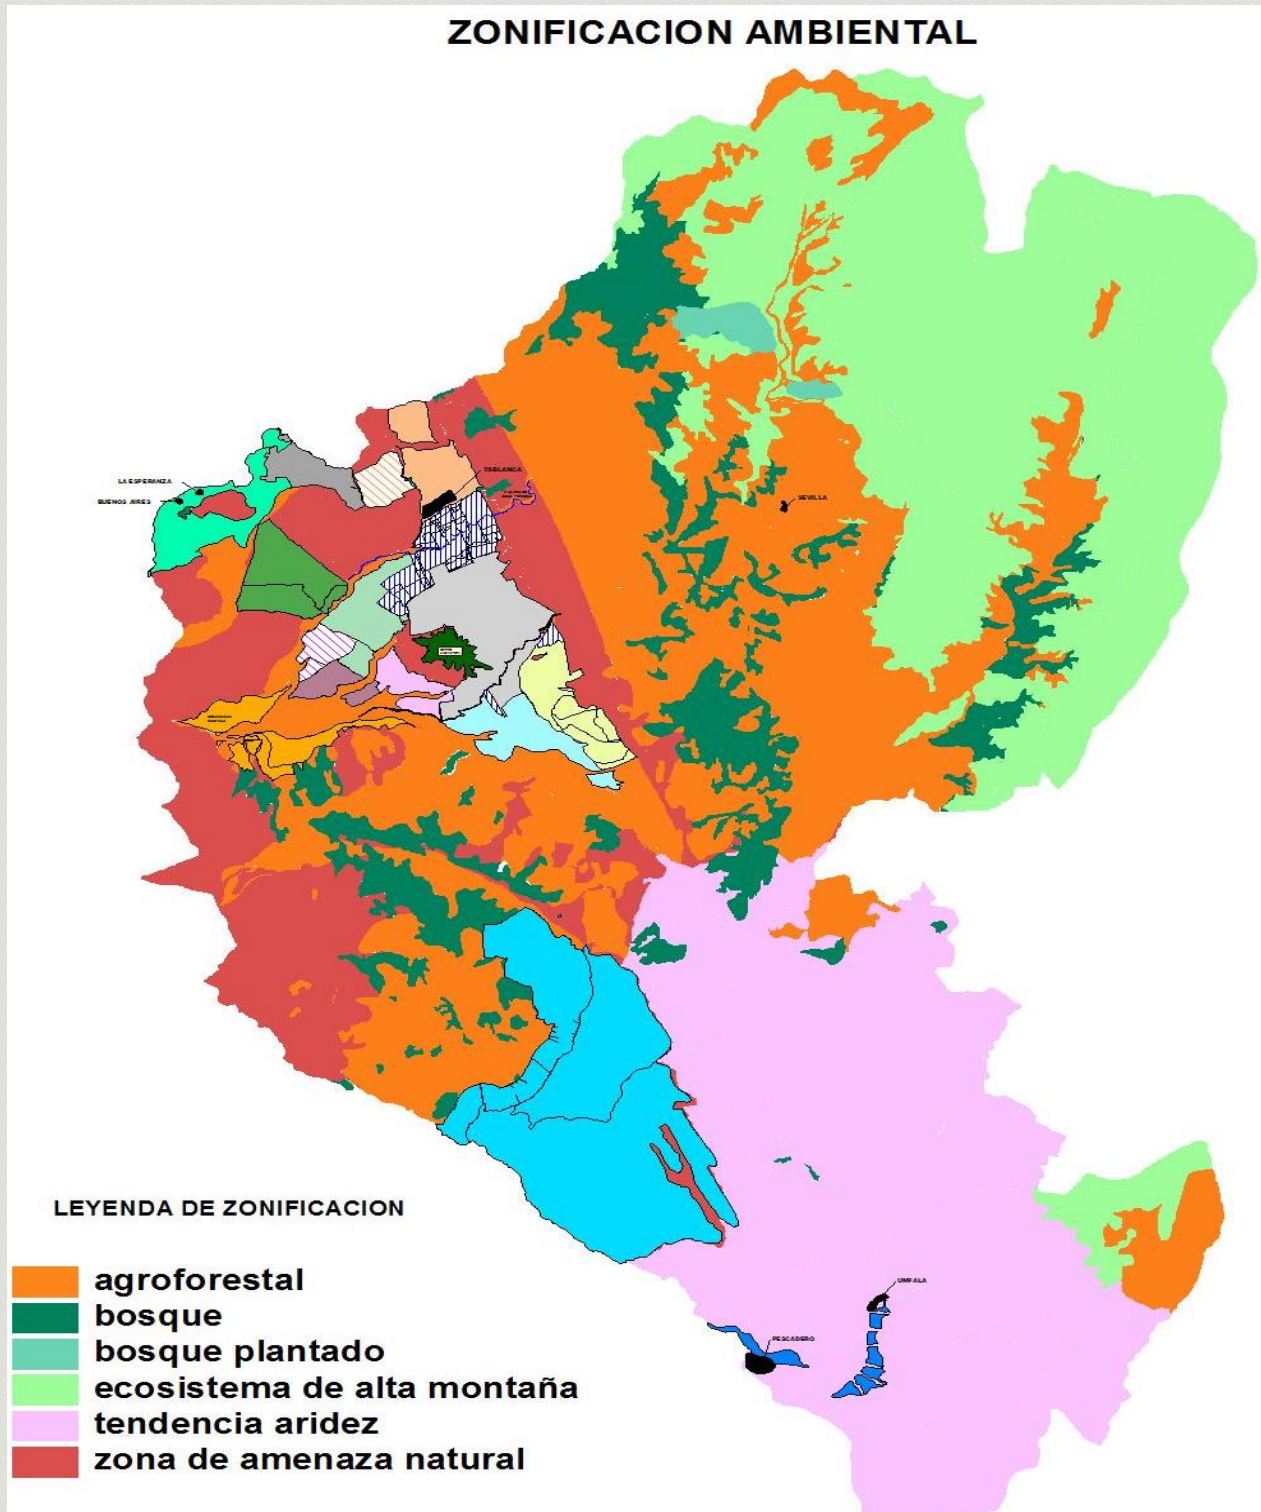 ZONIFICACION AMBIENTAL
TABLANCA
LA ESPERANZA
BUENOS AIRES
SEVILLA
LEYENDA DE ZONIFICACION
agroforestal
bosque
bosque plantado
ecosistema de alta montaña
tendencia aridez
zona de amenaza natural
UMPALA
PESCADERO